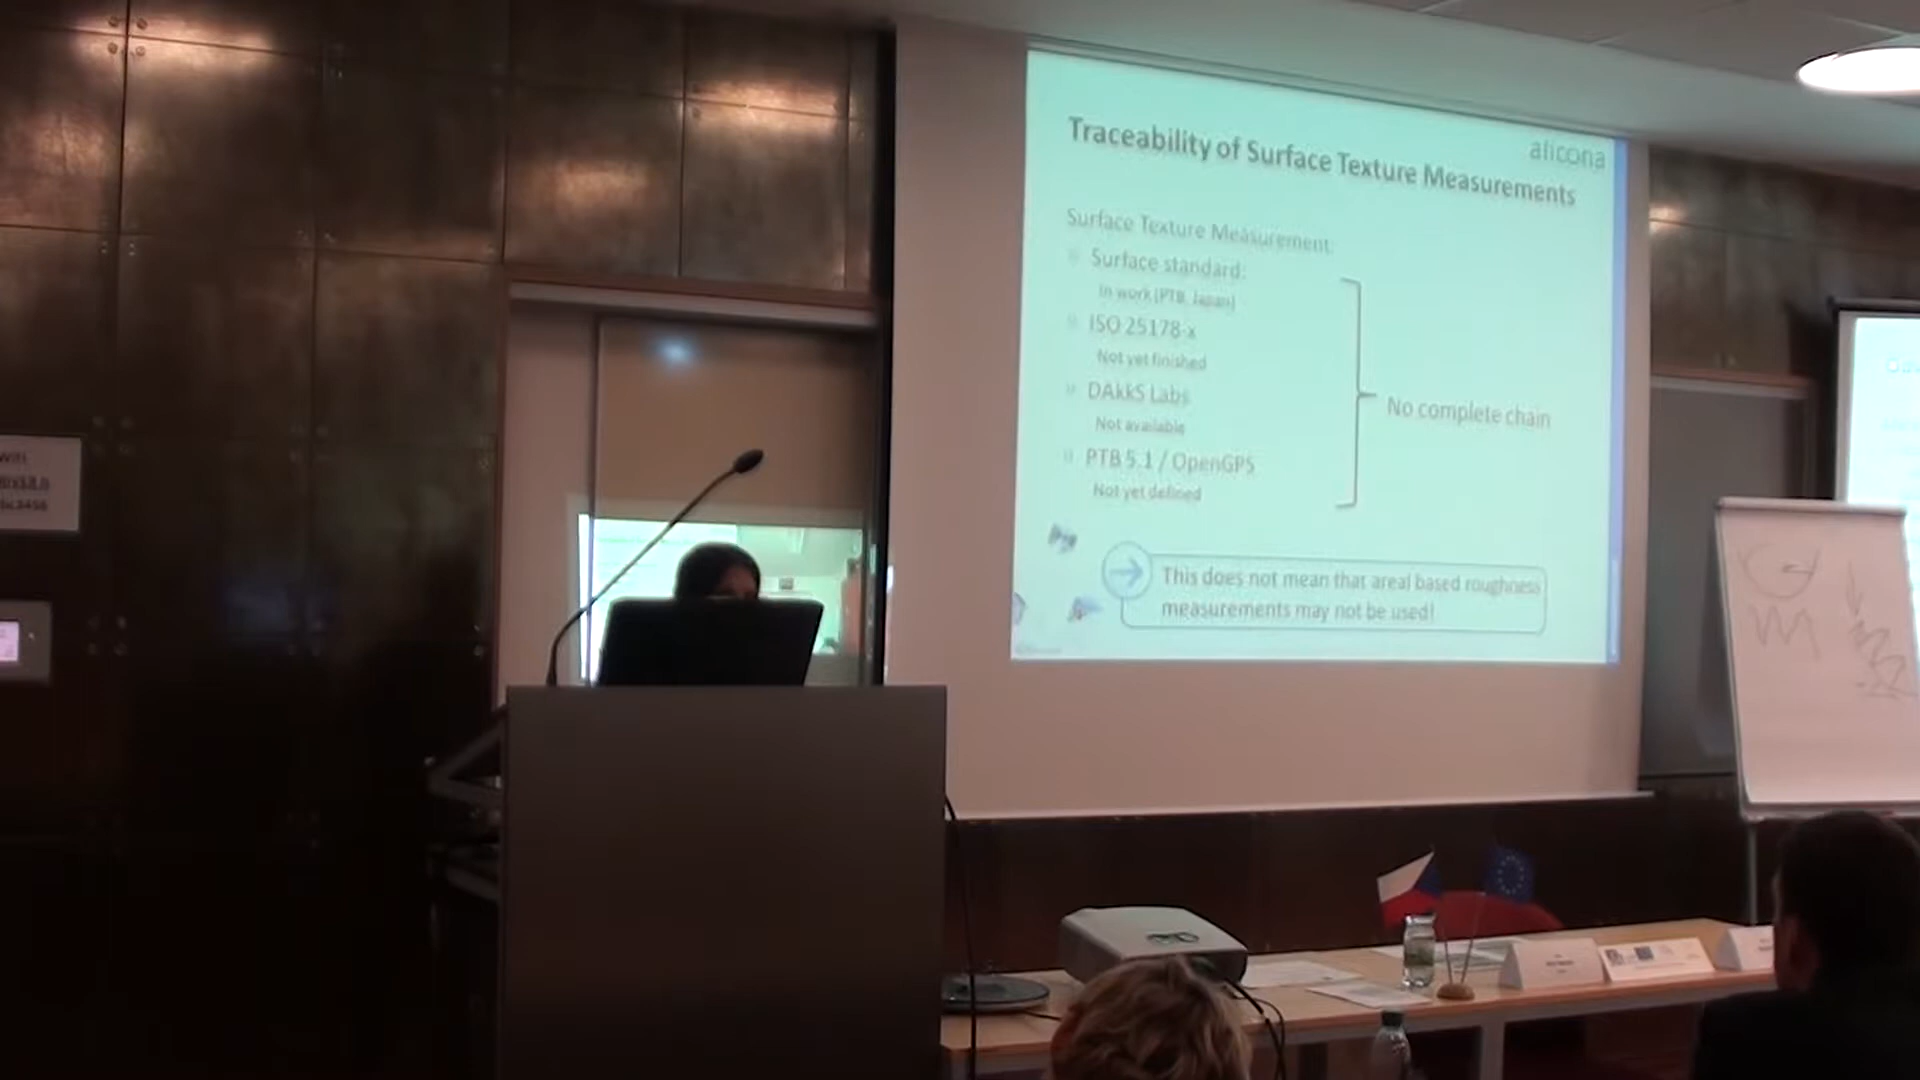 alicona
Traceability of Surface Texture Measurements
Surface Texture Measurement:
Surface standard:
In work (PTB, Japan)
ISO 25178-x
Not yet finished
DAkkS Labs
Not available
PTB 5.1 / OpenGPS
Not yet defined
No complete chain
This does not mean that areal based roughness
measurements may not be used!